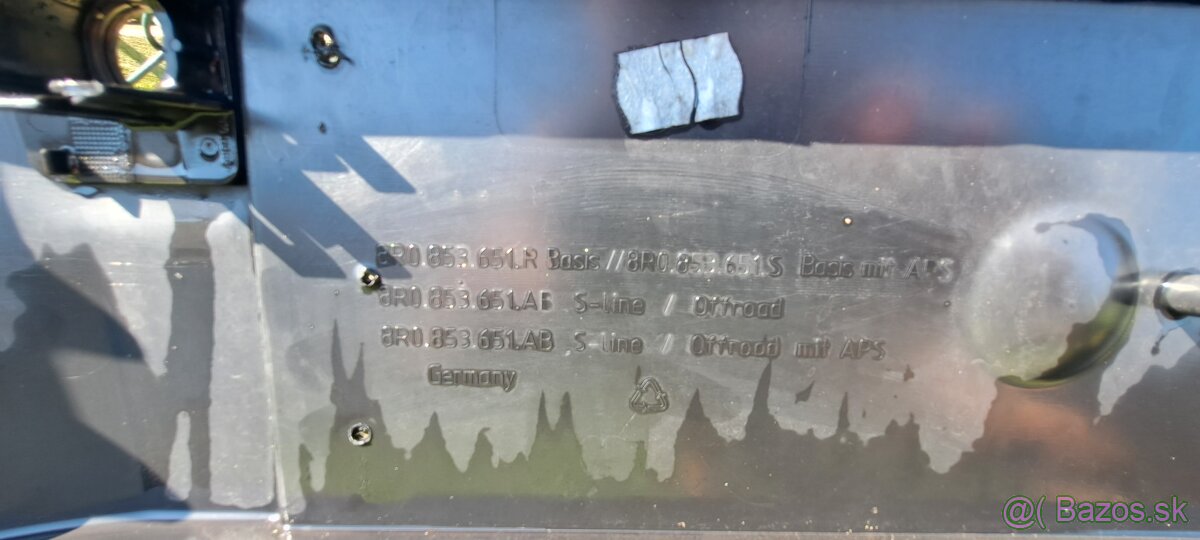 8R0.853.651.R Basis // 8R0.853.651.S Basis mit APS
8R0.853.651.AB S-line / Offroad
8R0.853.651.AB S-line / Offroad mit APS
Germany
@( Bazos.sk